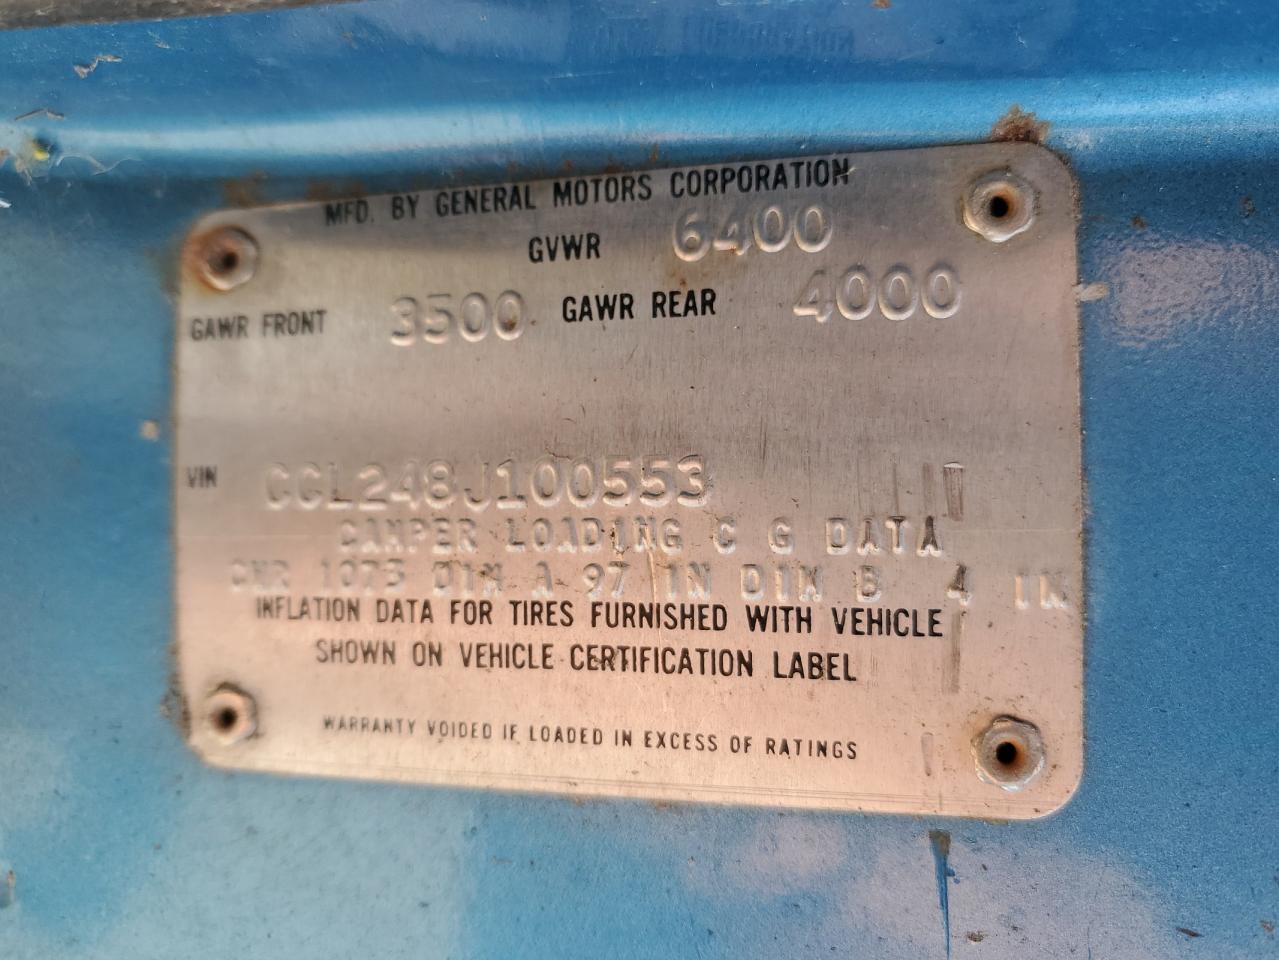 MFD. BY GENERAL MOTORS CORPORATION
GVWR 6400
GAWR FRONT 3500 GAWR REAR 4000
VIN CCL248J100553
CAMPER LOADING C G DATA
CWR 1073 DIM A 97 IN DIM B 4 IN
INFLATION DATA FOR TIRES FURNISHED WITH VEHICLE
SHOWN ON VEHICLE CERTIFICATION LABEL
WARRANTY VOIDED IF LOADED IN EXCESS OF RATINGS